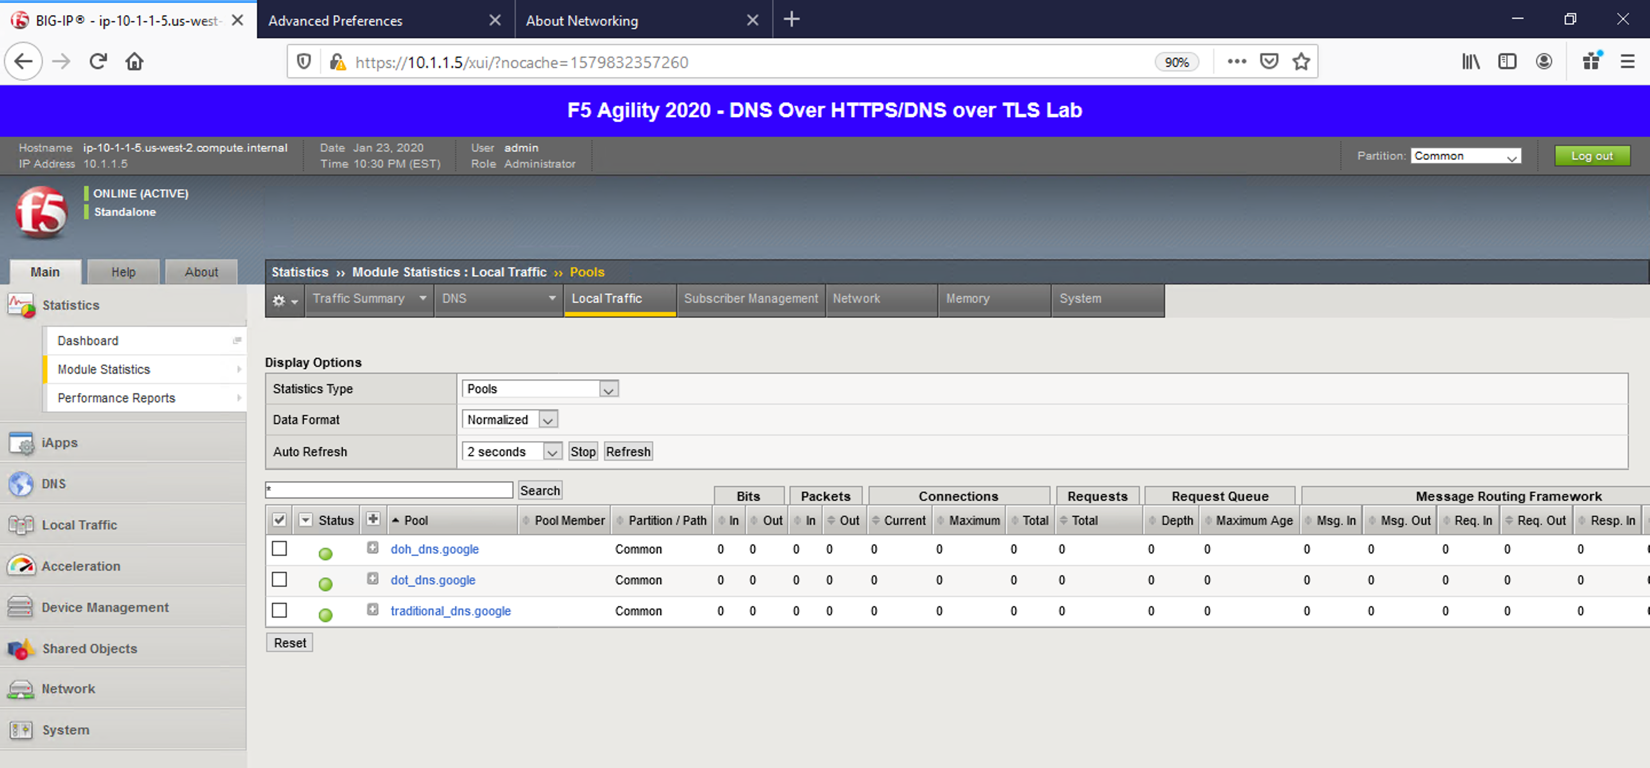 BIG-IP® - ip-10-1-1-5.us-west-
Advanced Preferences
About Networking
https://10.1.1.5/xui/?nocache=1579832357260
90%
F5 Agility 2020 - DNS Over HTTPS/DNS over TLS Lab
Hostname ip-10-1-1-5.us-west-2.compute.internal Date Jan 23, 2020 User admin
IP Address 10.1.1.5 Time 10:30 PM (EST) Role Administrator
Partition: Common Log out
f5
ONLINE (ACTIVE)
Standalone
Main Help About
Statistics
Dashboard
Module Statistics
Performance Reports
iApps
DNS
Local Traffic
Acceleration
Device Management
Shared Objects
Network
System
Statistics ›› Module Statistics : Local Traffic ›› Pools
Traffic Summary DNS Local Traffic Subscriber Management Network Memory System
Display Options
Statistics Type Pools
Data Format Normalized
Auto Refresh 2 seconds Stop Refresh
* Search
Bits Packets Connections Requests Request Queue Message Routing Framework
Status Pool Pool Member Partition / Path In Out In Out Current Maximum Total Total Depth Maximum Age Msg. In Msg. Out Req. In Req. Out Resp. In
doh_dns.google Common 0 0 0 0 0 0 0 0 0 0 0 0 0 0 0
dot_dns.google Common 0 0 0 0 0 0 0 0 0 0 0 0 0 0 0
traditional_dns.google Common 0 0 0 0 0 0 0 0 0 0 0 0 0 0 0
Reset